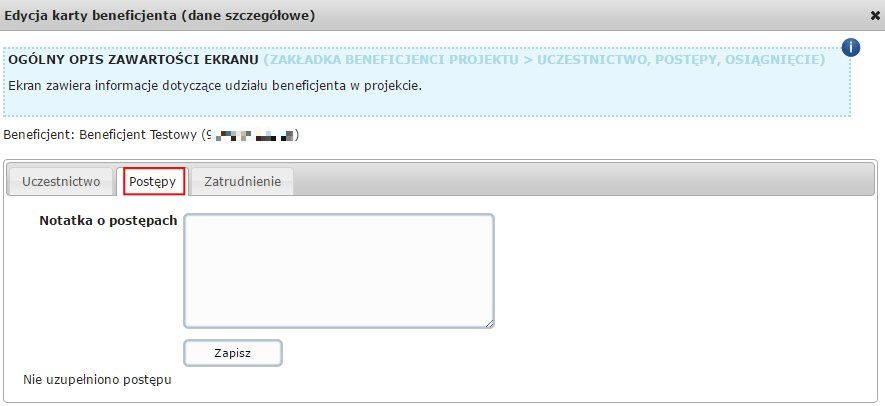 Edycja karty beneficjenta (dane szczegółowe)
OGÓLNY OPIS ZAWARTOŚCI EKRANU (ZAKŁADKA BENEFICJENCI PROJEKTU > UCZESTNICTWO, POSTĘPY, OSIĄGNIĘCIE)
Ekran zawiera informacje dotyczące udziału beneficjenta w projekcie.
Beneficjent: Beneficjent Testowy (9)
Uczestnictwo Postępy Zatrudnienie
Notatka o postępach
Zapisz
Nie uzupełniono postępu